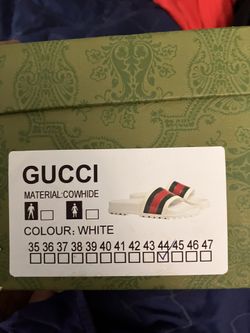 GUCCI
MATERIAL:COWHIDE
COLOUR; WHITE
35 36 37 38 39 40 41 42 43 44 45 46 47